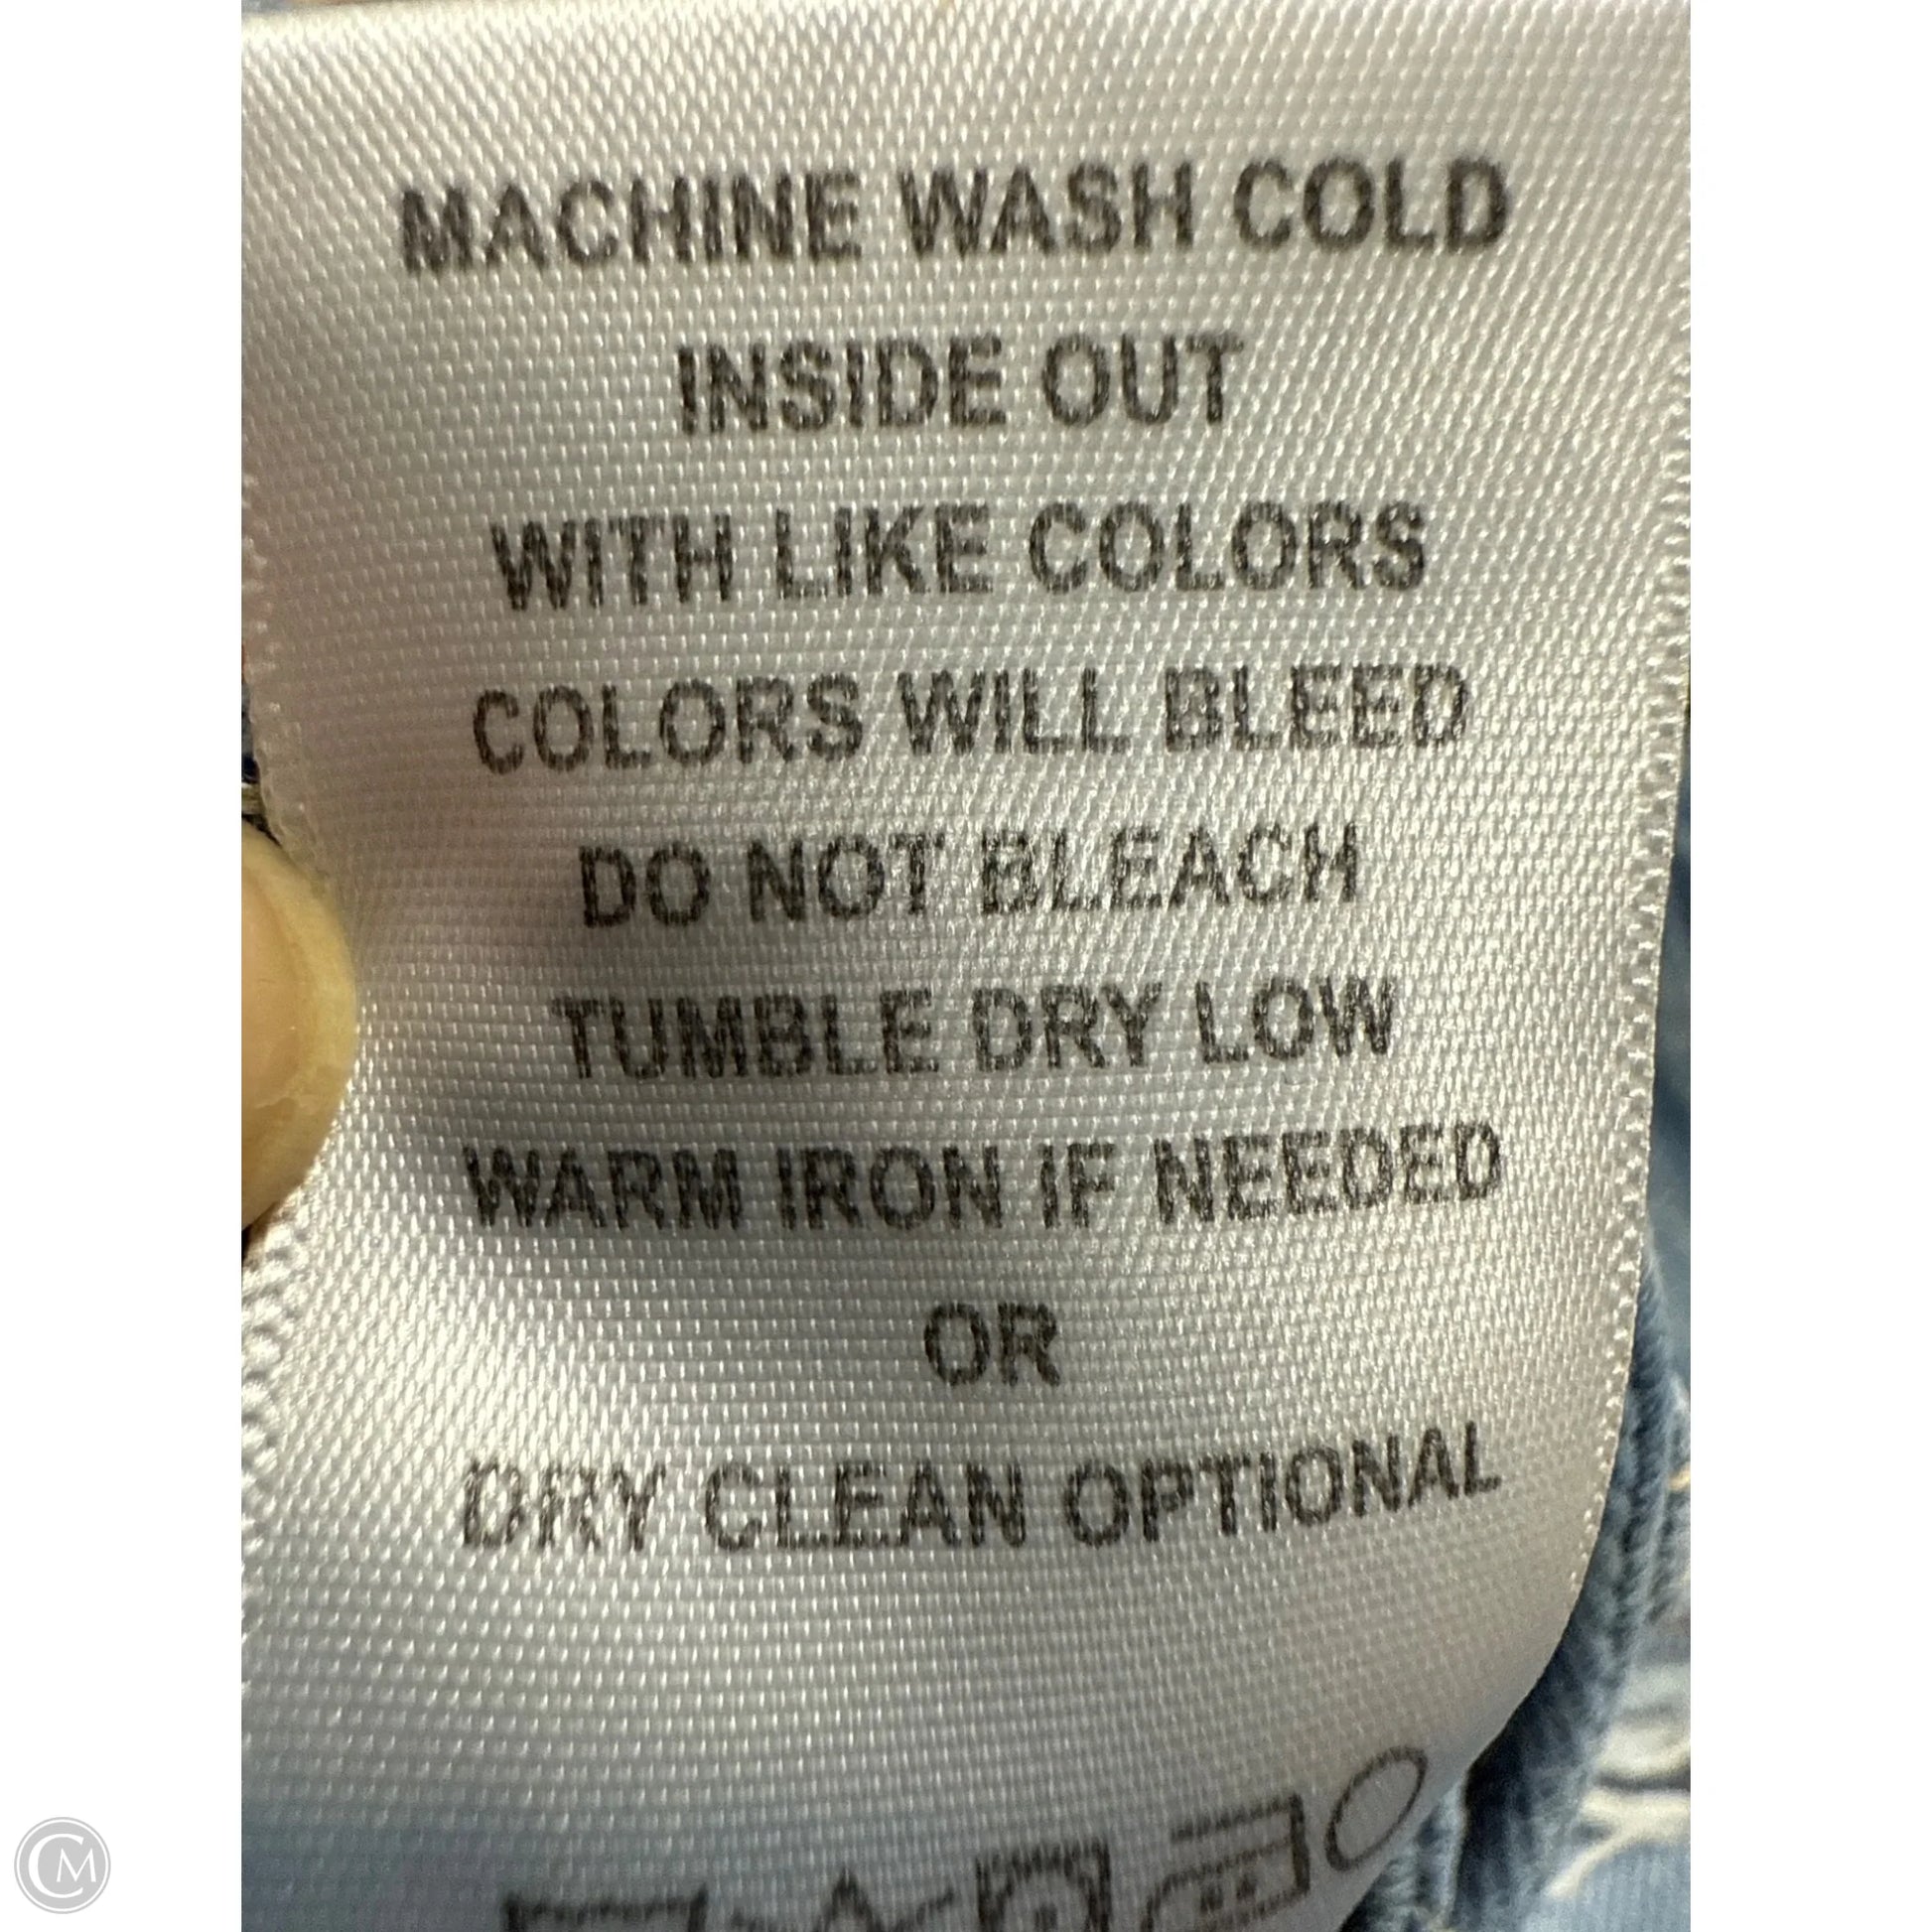 MACHINE WASH COLD
INSIDE OUT
WITH LIKE COLORS
COLORS WILL BLEED
DO NOT BLEACH
TUMBLE DRY LOW
WARM IRON IF NEEDED
OR
DRY CLEAN OPTIONAL
CM